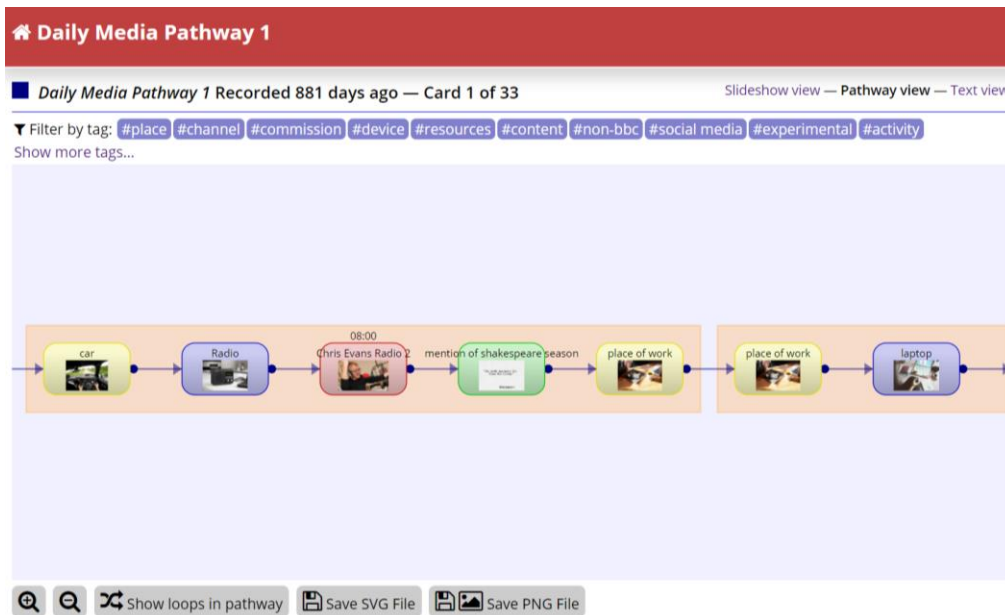 Daily Media Pathway 1
Daily Media Pathway 1 Recorded 881 days ago — Card 1 of 33
Slideshow view — Pathway view — Text view
Filter by tag: #place #channel #commission #device #resources #content #non-bbc #social media #experimental #activity
Show more tags...
08:00
car
Radio
Chris Evans Radio 2
mention of shakespeare season
place of work
place of work
laptop
Show loops in pathway
Save SVG File
Save PNG File